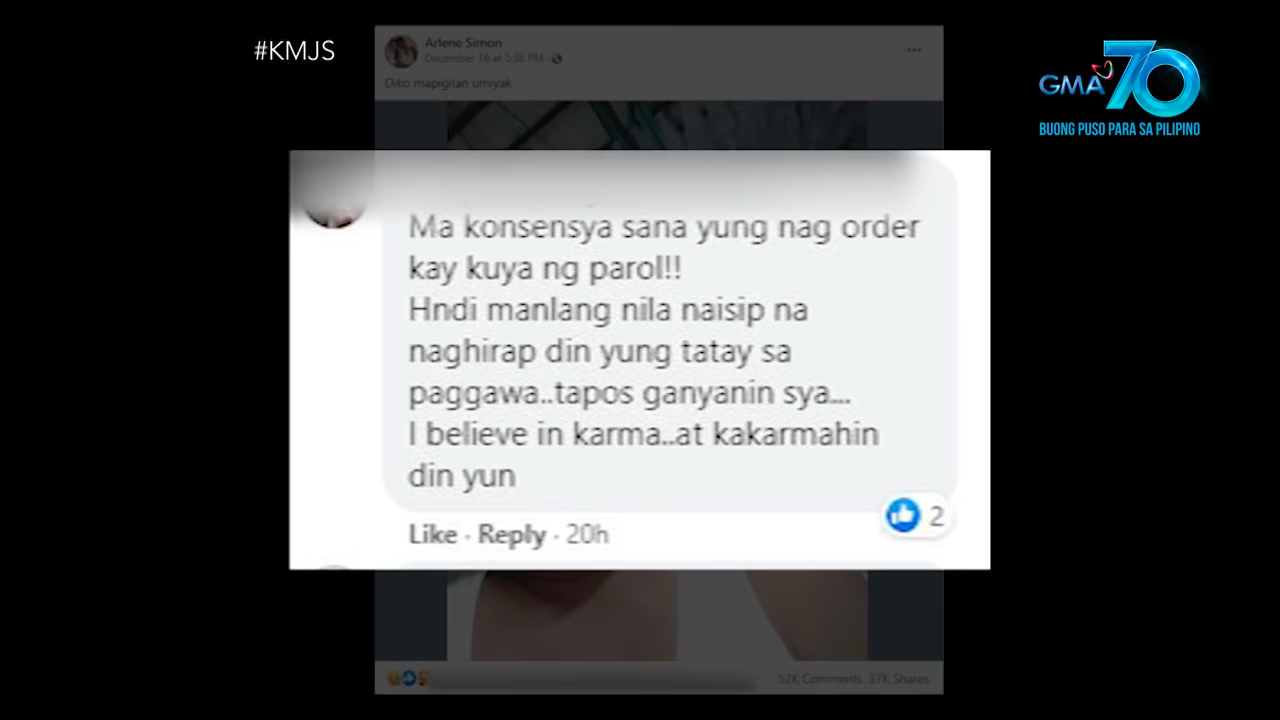 #KMJS
Arlene Simon
December 16 at 5:38 PM
Diko mapigilan umiyak
GMA 70
BUONG PUSO PARA SA PILIPINO
Ma konsensya sana yung nag order
kay kuya ng parol!!
Hndi manlang nila naisip na
naghirap din yung tatay sa
paggawa..tapos ganyanin sya...
I believe in karma..at kakarmahin
din yun
Like · Reply · 20h
2
52K Comments 37K Shares